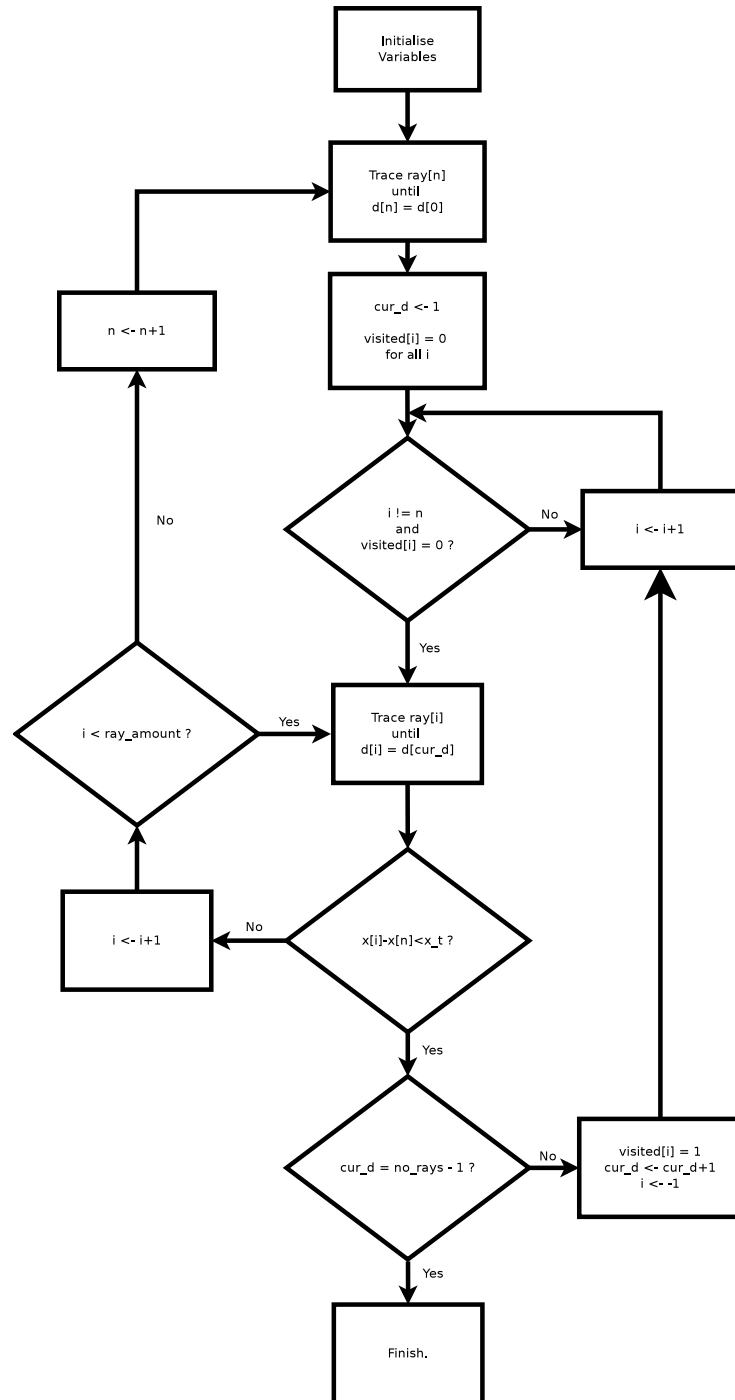 Initialise
Variables
Trace ray[n]
until
d[n] = d[0]
cur_d <- 1
visited[i] = 0
for all i
n <- n+1
i != n
and
visited[i] = 0 ?
No
i <- i+1
No
Yes
i < ray_amount ?
Yes
Trace ray[i]
until
d[i] = d[cur_d]
i <- i+1
No
x[i]-x[n]<x_t ?
Yes
cur_d = no_rays - 1 ?
No
visited[i] = 1
cur_d <- cur_d+1
i <- -1
Yes
Finish.